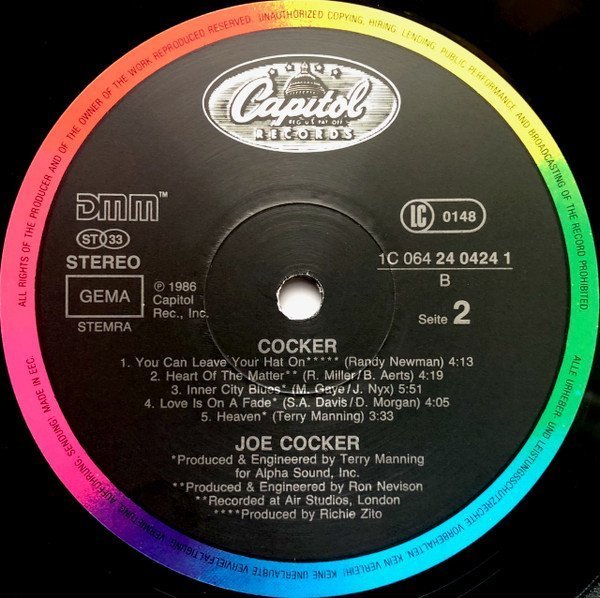 ALL RIGHTS OF THE PRODUCER AND OF THE OWNER OF THE WORK REPRODUCED RESERVED. UNAUTHORIZED COPYING, HIRING, LENDING, PUBLIC PERFORMANCE AND BROADCASTING OF THE RECORD PROHIBITED.
ALLE URHEBER- UND LEISTUNGSSCHUTZRECHTE VORBEHALTEN. KEIN VERLEIH! KEINE UNERLAUBTE VERVIELFÄLTIGUNG, VERMIETUNG, AUFFÜHRUNG, SENDUNG. MADE IN EEC.
Capitol
REG. U.S. PAT. OFF.
RECORDS
DMM™
ST 33
STEREO
GEMA
STEMRA
℗ 1986
Capitol
Rec., Inc.
LC 0148
1C 064 24 0424 1
B
Seite 2
COCKER
1. You Can Leave Your Hat On**** (Randy Newman) 4:13
2. Heart Of The Matter** (R. Miller/B. Aerts) 4:19
3. Inner City Blues* (M. Gaye/J. Nyx) 5:51
4. Love Is On A Fade* (S.A. Davis/D. Morgan) 4:05
5. Heaven* (Terry Manning) 3:33
JOE COCKER
*Produced & Engineered by Terry Manning
for Alpha Sound, Inc.
**Produced & Engineered by Ron Nevison
**Recorded at Air Studios, London
****Produced by Richie Zito